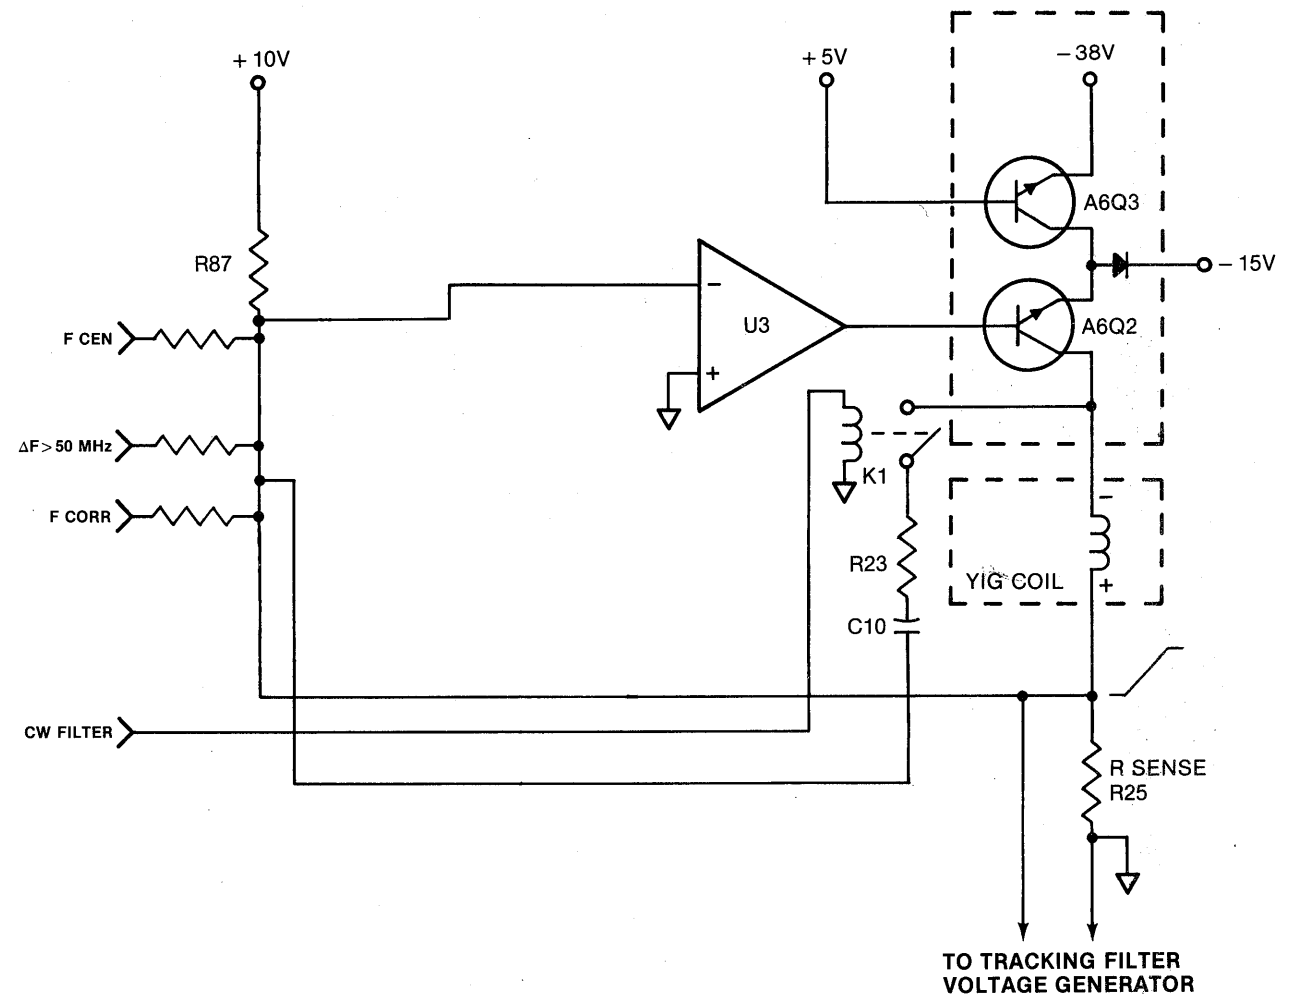 +10V
+5V
−38V
R87
A6Q3
−15V
F CEN
−
U3
+
A6Q2
ΔF>50 MHz
K1
F CORR
−
R23
YIG COIL
+
C10
CW FILTER
R SENSE
R25
TO TRACKING FILTER
VOLTAGE GENERATOR